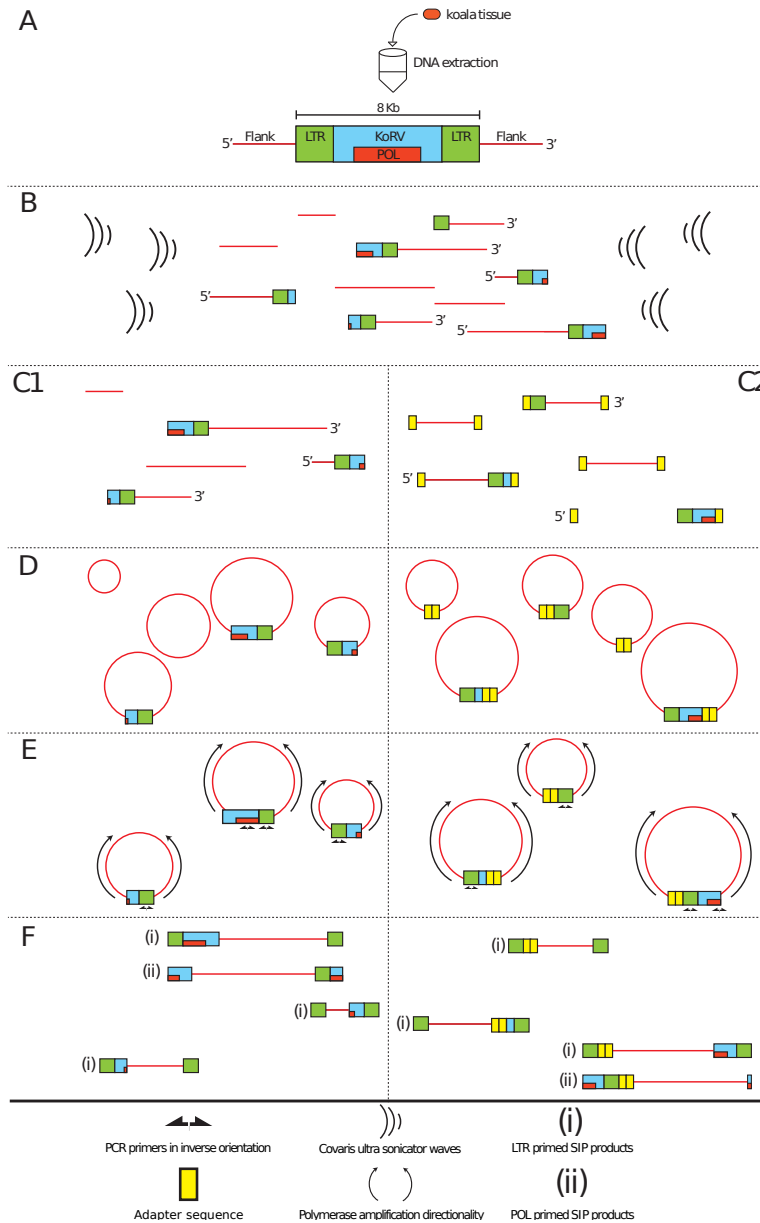 A
koala tissue
DNA extraction
8 Kb
5’ Flank LTR KoRV LTR Flank 3’
POL
B
3’
3’
5’
5’
3’
5’
C1
C2
3’
3’
5’
5’
3’
5’
D
E
F
(i)
(i)
(ii)
(i)
(i)
(i)
(i)
(ii)
(i)
PCR primers in inverse orientation
Covaris ultra sonicator waves
LTR primed SIP products
(ii)
Adapter sequence
Polymerase amplification directionality
POL primed SIP products